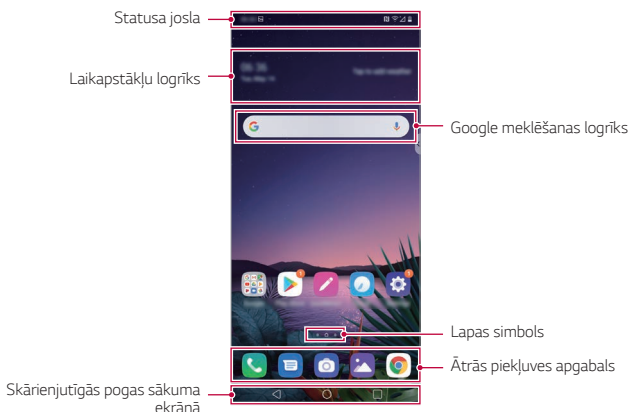 Statusa josla
Laikapstākļu logrīks
Google meklēšanas logrīks
Lapas simbols
Ātrās piekļuves apgabals
Skārienjutīgās pogas sākuma
ekrānā